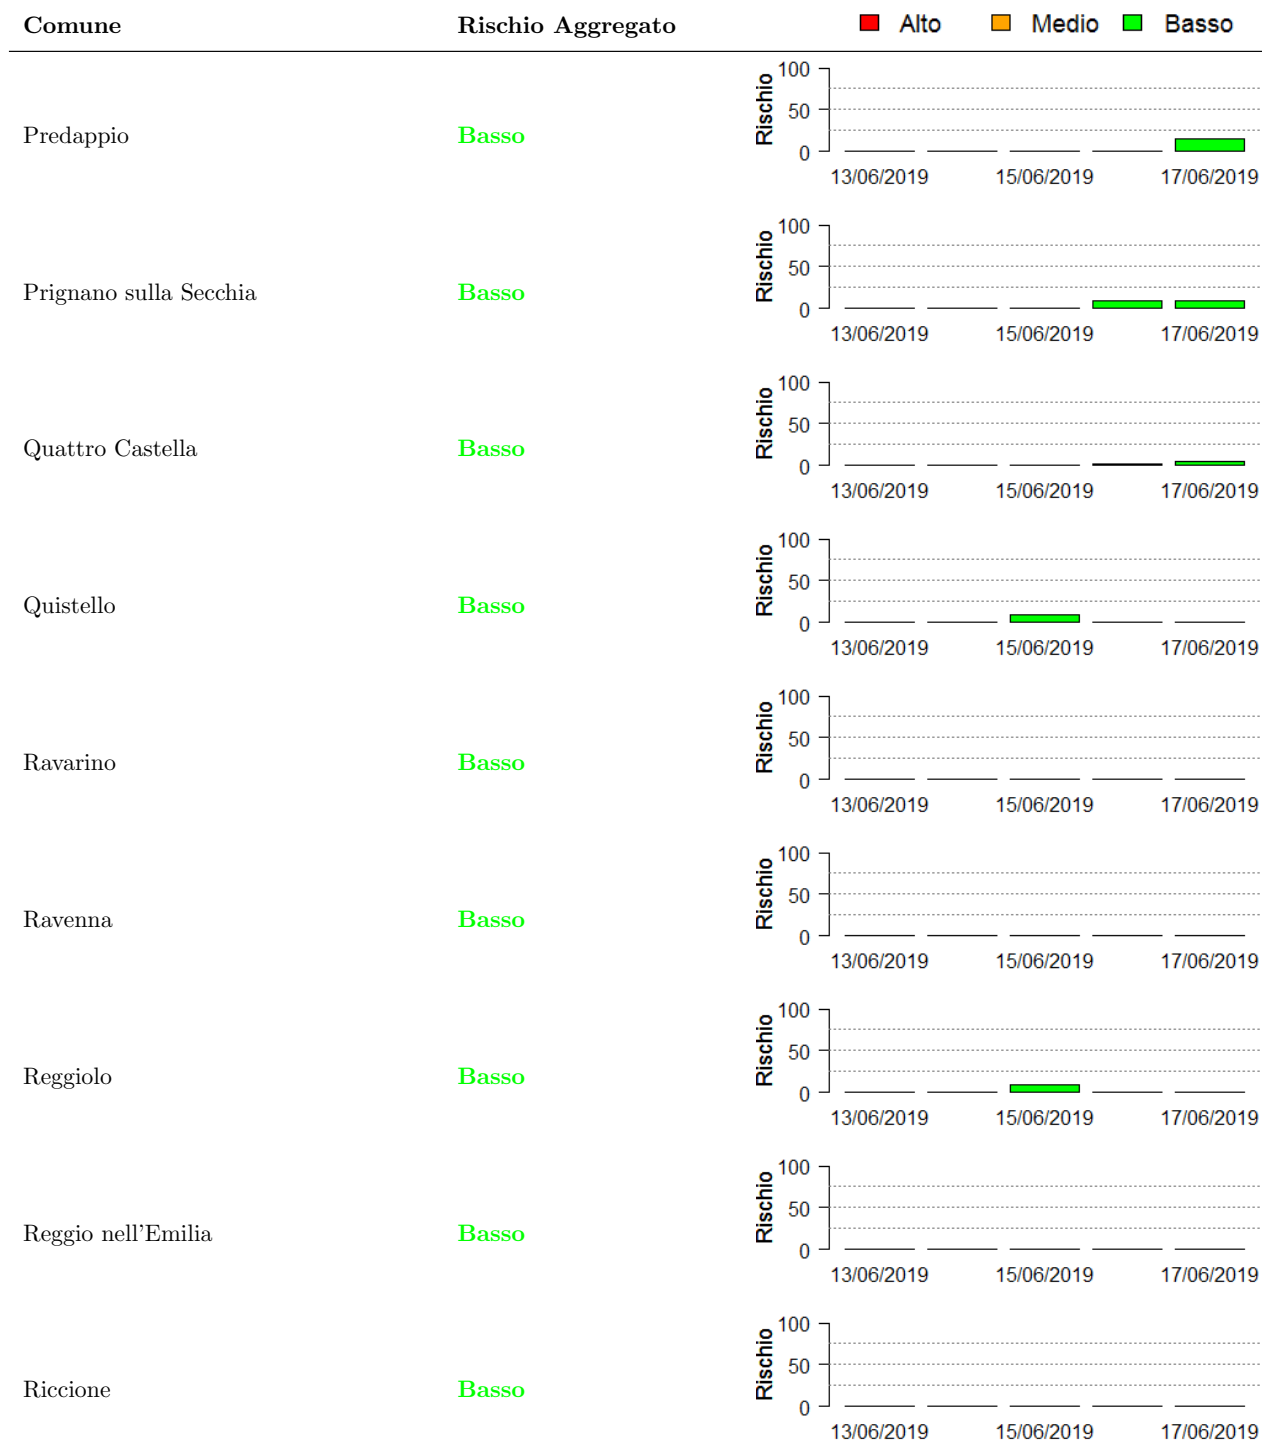 Comune Rischio Aggregato Alto Medio Basso
100
50
0
Rischio
Predappio Basso
13/06/2019 15/06/2019 17/06/2019
100
50
0
Rischio
Prignano sulla Secchia Basso
13/06/2019 15/06/2019 17/06/2019
100
50
0
Rischio
Quattro Castella Basso
13/06/2019 15/06/2019 17/06/2019
100
50
0
Rischio
Quistello Basso
13/06/2019 15/06/2019 17/06/2019
100
50
0
Rischio
Ravarino Basso
13/06/2019 15/06/2019 17/06/2019
100
50
0
Rischio
Ravenna Basso
13/06/2019 15/06/2019 17/06/2019
100
50
0
Rischio
Reggiolo Basso
13/06/2019 15/06/2019 17/06/2019
100
50
0
Rischio
Reggio nell'Emilia Basso
13/06/2019 15/06/2019 17/06/2019
100
50
0
Rischio
Riccione Basso
13/06/2019 15/06/2019 17/06/2019